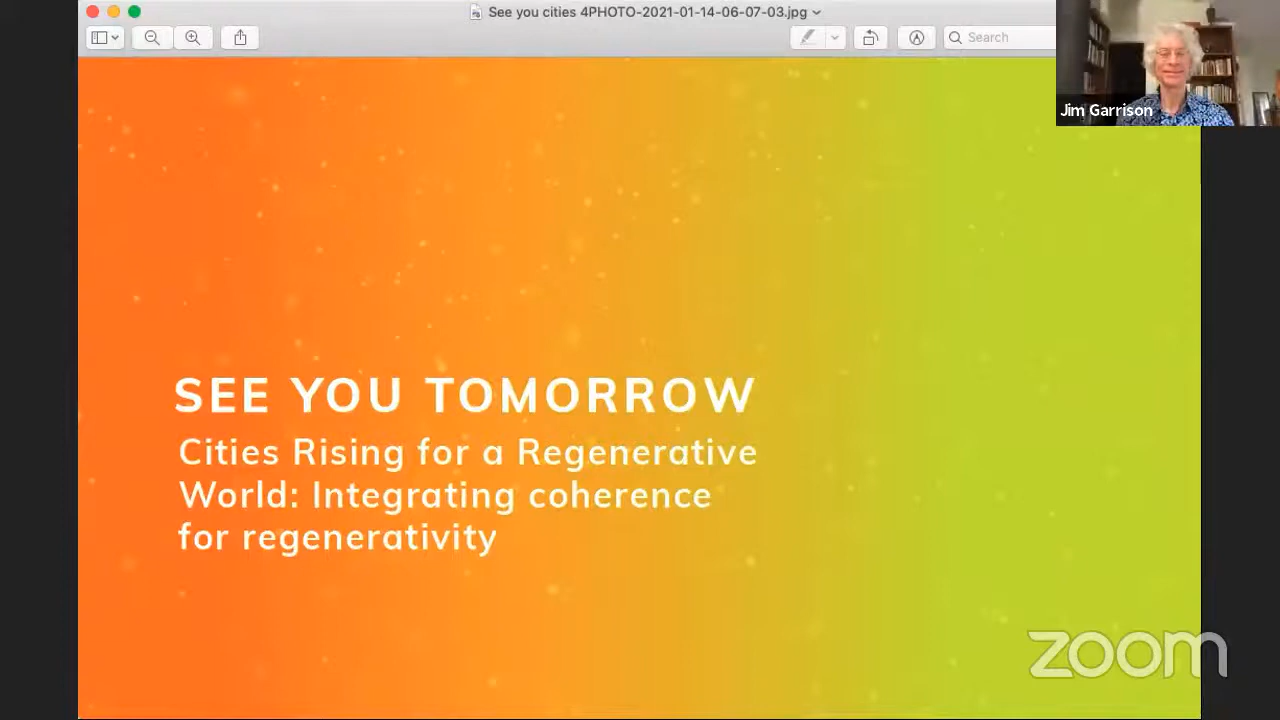 See you cities 4PHOTO-2021-01-14-06-07-03.jpg
Search
Jim Garrison
SEE YOU TOMORROW
Cities Rising for a Regenerative
World: Integrating coherence
for regenerativity
zoom